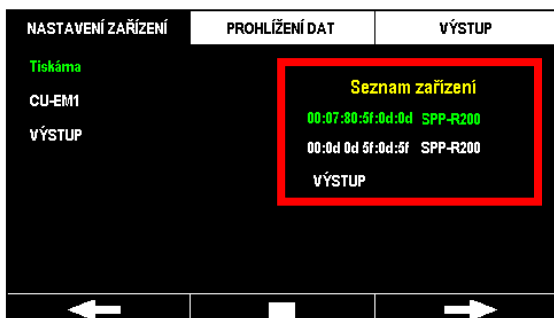 NASTAVENÍ ZAŘÍZENÍ
PROHLÍŽENÍ DAT
VÝSTUP
Tiskárna
CU-EM1
VÝSTUP
Seznam zařízení
00:07:80:5f:0d:0d SPP-R200
00:0d 0d 5f:0d:5f SPP-R200
VÝSTUP